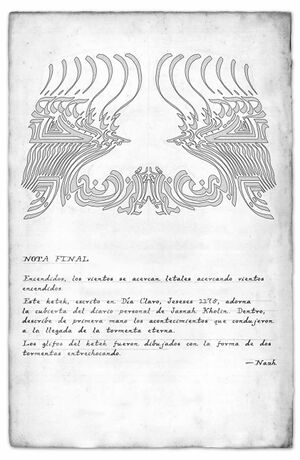 NOTA FINAL
Encendidos, los vientos se acercan letales acercando vientos
encendidos.
Este ketek, escrito en Día Claro, Jeseses 1174, adorna
la cubierta del diario personal de Jasnah Kholin. Dentro,
describe de primera mano los acontecimientos que condujeron
a la llegada de la tormenta eterna.
Los glifos del ketek fueron dibujados con la forma de dos
tormentas entrechocando.
—Nazh